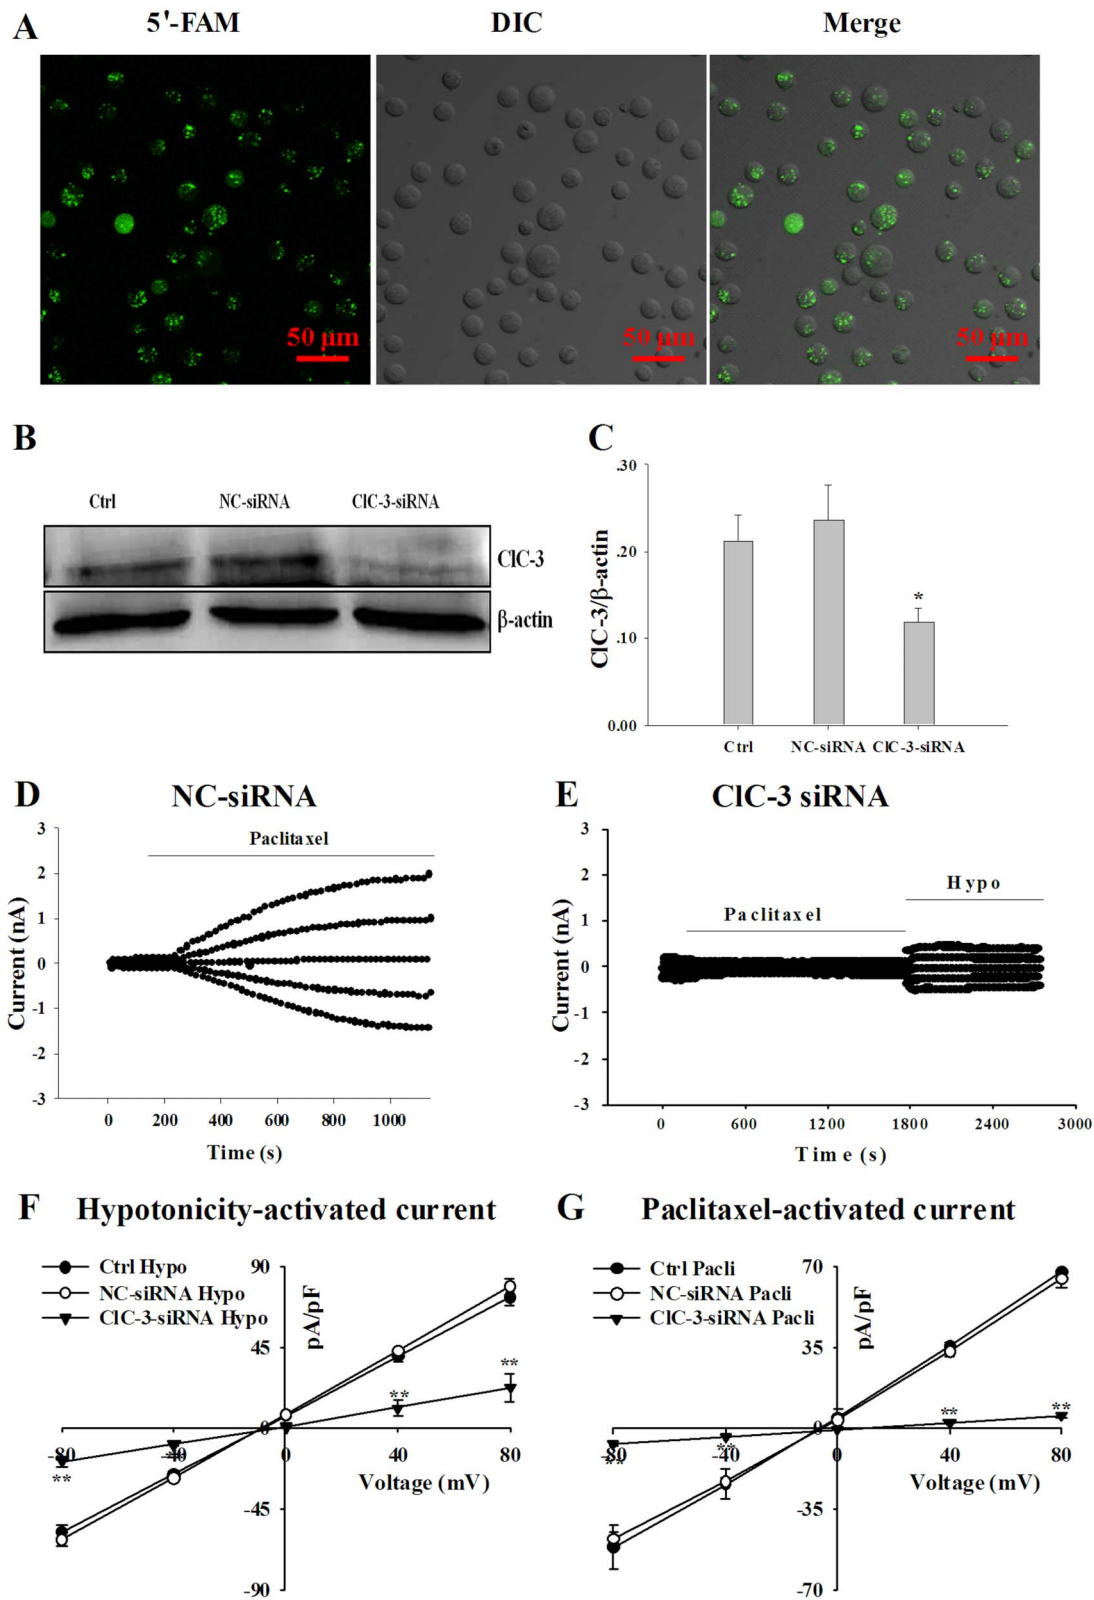 A
5'-FAM DIC Merge
50 µm 50 µm 50 µm
B
Ctrl NC-siRNA ClC-3-siRNA
ClC-3
β-actin
C
ClC-3/β-actin
.30
.20
.10
0.00
*
Ctrl NC-siRNA ClC-3-siRNA
D NC-siRNA
Paclitaxel
Current (nA)
3
2
1
0
-1
-2
-3
0 200 400 600 800 1000
Time (s)
E ClC-3 siRNA
Paclitaxel
Hypo
Current (nA)
3
2
1
0
-1
-2
-3
0 600 1200 1800 2400 3000
Time (s)
F Hypotonicity-activated current
Ctrl Hypo
NC-siRNA Hypo
ClC-3-siRNA Hypo
pA/pF
90
45
0
-45
-90
-80 -40 0 40 80
Voltage (mV)
** ** ** **
G Paclitaxel-activated current
Ctrl Pacli
NC-siRNA Pacli
ClC-3-siRNA Pacli
pA/pF
70
35
0
-35
-70
-80 -40 0 40 80
Voltage (mV)
** ** ** **